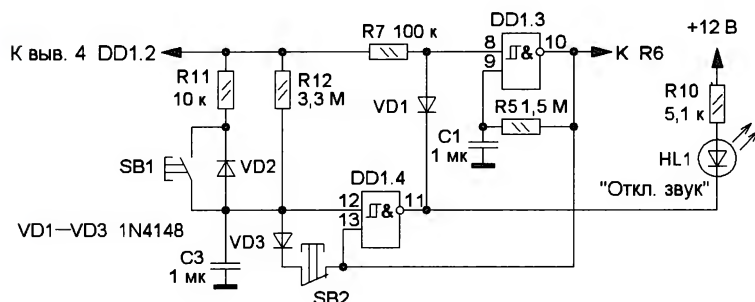 R7 100 к
DD1.3
+12 В
К выв. 4 DD1.2
8
&
10
К R6
9
R11
10 к
R12
3,3 М
VD1
R5 1,5 М
R10
5,1 к
C1
1 мк
SB1
VD2
DD1.4
HL1
12
&
11
"Откл. звук"
13
VD1—VD3 1N4148
VD3
C3
1 мк
SB2